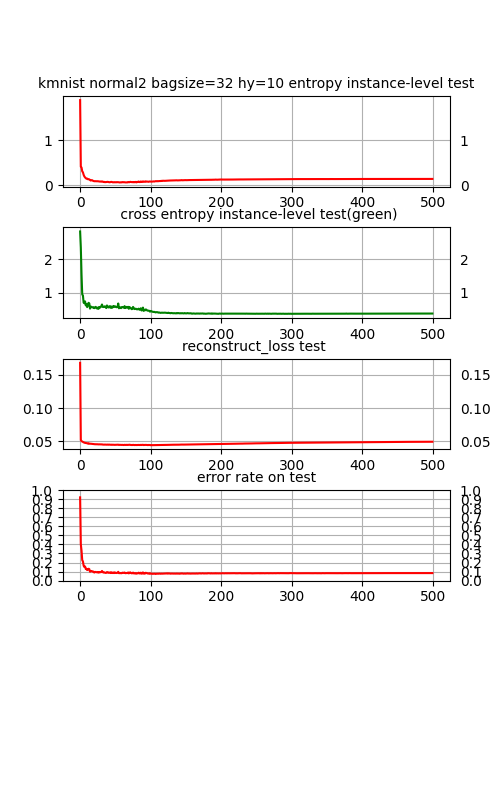 kmnist normal2 bagsize=32 hy=10 entropy instance-level test
1 1
0 0
0 100 200 300 400 500
cross entropy instance-level test(green)
2 2
1 1
0 100 200 300 400 500
reconstruct_loss test
0.15 0.15
0.10 0.10
0.05 0.05
0 100 200 300 400 500
error rate on test
1.0 1.0
0.9 0.9
0.8 0.8
0.7 0.7
0.6 0.6
0.5 0.5
0.4 0.4
0.3 0.3
0.2 0.2
0.1 0.1
0.0 0.0
0 100 200 300 400 500